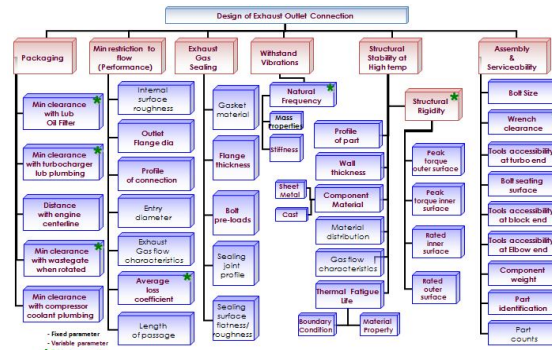 Design of Exhaust Outlet Connection
Packaging
Min restriction to
flow
(Performance)
Exhaust
Gas
Sealing
Withstand
Vibrations
Structural
Stability at
High temp
Assembly
&
Serviceability
Min clearance
with Lub
Oil Filter
Min clearance
with turbocharger
lub plumbing
Distance
with engine
centerline
Min clearance
with wastegate
when rotated
Min clearance
with compressor
coolant plumbing
Internal
surface
roughness
Outlet
Flange dia
Profile
of connection
Entry
diameter
Exhaust
Gas flow
characteristics
Average
loss
coefficient
Length
of passage
Gasket
material
Flange
thickness
Bolt
pre-loads
Sealing
joint
profile
Sealing
surface
flatness/
roughness
Natural
Frequency
Mass
Properties
Stiffness
Structural
Rigidity
Profile
of part
Wall
thickness
Sheet
Metal
Component
Material
Cast
Material
distribution
Gas flow
characteristics
Thermal Fatigue
Life
Boundary
Condition
Material
Property
Peak
torque
outer surface
Peak
torque inner
surface
Rated
inner
surface
Rated
outer
surface
Bolt Size
Wrench
clearance
Tools accessibility
at turbo end
Bolt seating
surface
Tools accessibility
at block end
Tools accessibility
at Elbow end
Component
weight
Part
identification
Part
counts
- Fixed parameter
- Variable parameter